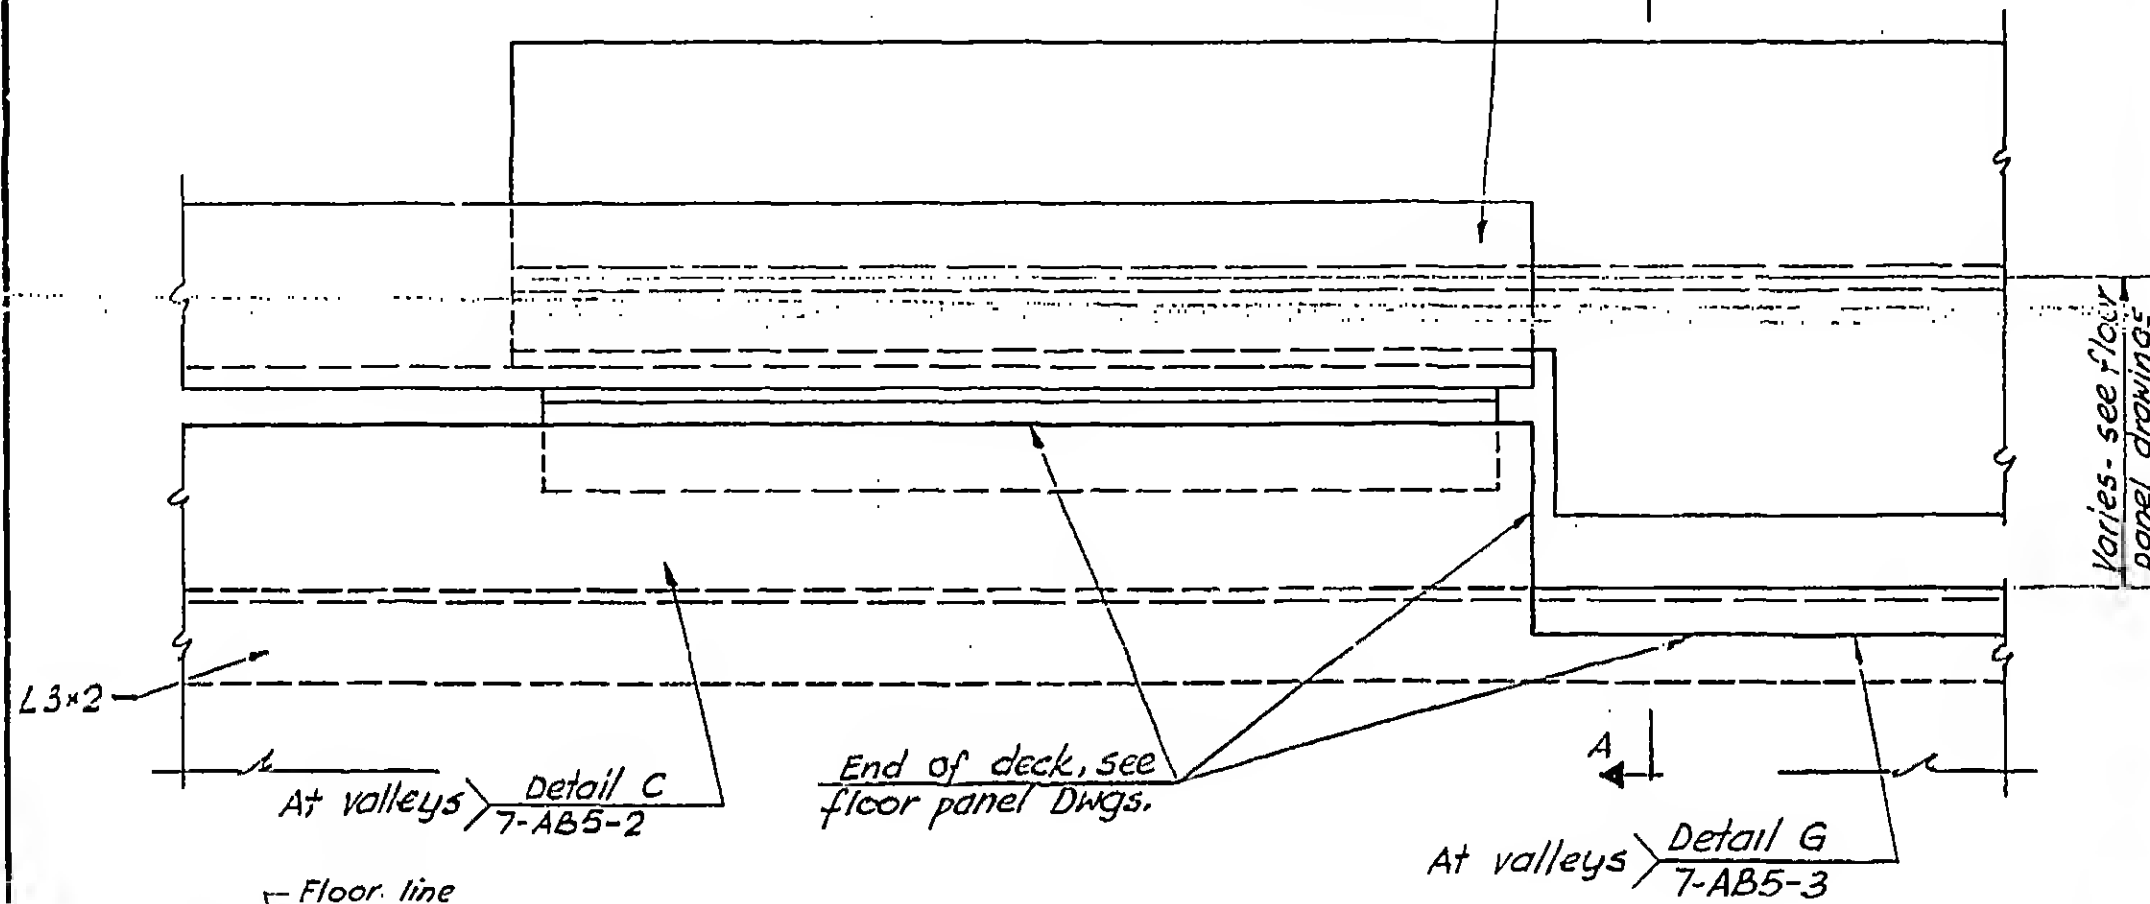 Varies - see floor
panel drawings
L3×2
A
At valleys
Detail C
7-AB5-2
End of deck, see
floor panel Dwgs.
At valleys
Detail G
7-AB5-3
Floor line